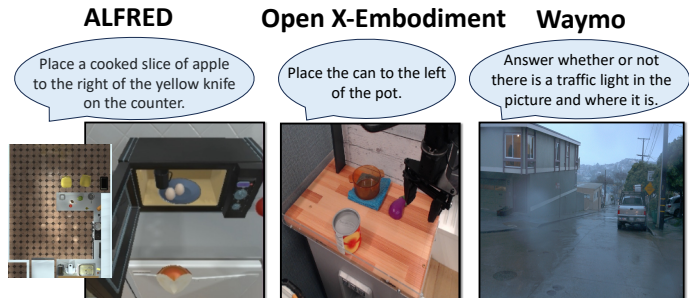 ALFRED
Open X-Embodiment
Waymo
Place a cooked slice of apple
to the right of the yellow knife
on the counter.
Place the can to the left
of the pot.
Answer whether or not
there is a traffic light in the
picture and where it is.